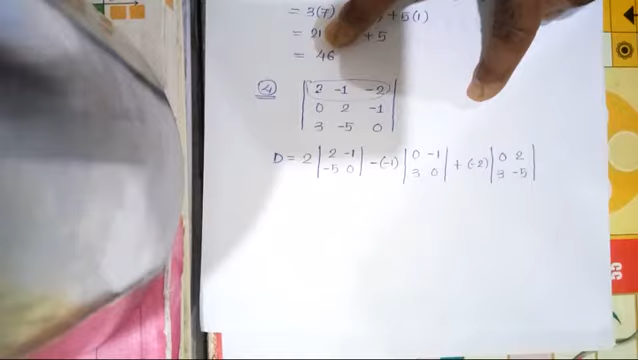 = 3(7) + 5(1)
= 21 + 5
= 46
(4) | 2 -1 -2 |
| 0 2 -1 |
| 3 -5 0 |
D = 2 | 2 -1 | - (-1) | 0 -1 | + (-2) | 0 2 |
| -5 0 | | 3 0 | | 3 -5 |